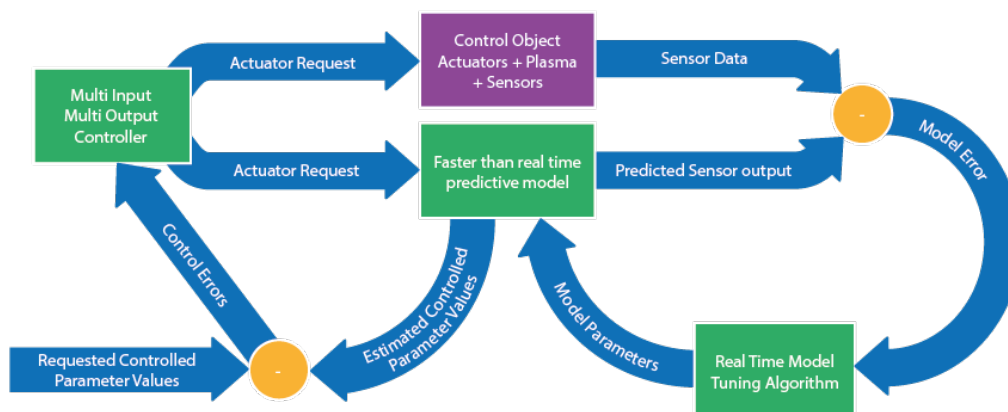 Actuator Request
Control Object
Actuators + Plasma
+ Sensors
Sensor Data
Multi Input
Multi Output
Controller
-
Model Error
Actuator Request
Faster than real time
predictive model
Predicted Sensor output
Control Errors
Estimated Controlled
Parameter Values
Model Parameters
Requested Controlled
Parameter Values
-
Real Time Model
Tuning Algorithm